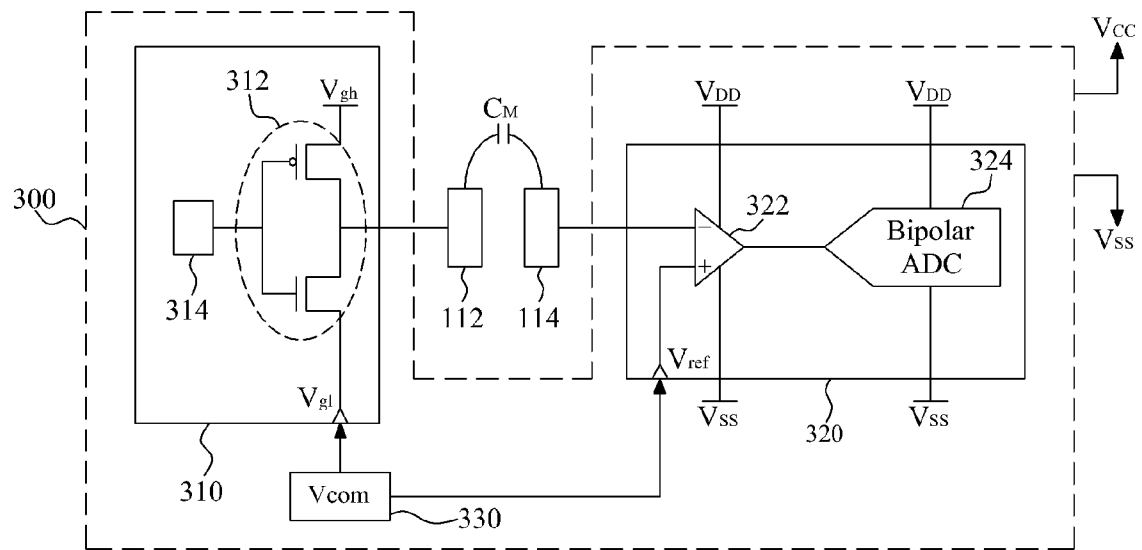 VCC
312
Vgh
CM
VDD
VDD
324
300
322
−
+
Bipolar
ADC
VSS
314
112
114
Vref
Vgl
VSS
320
VSS
310
Vcom
330